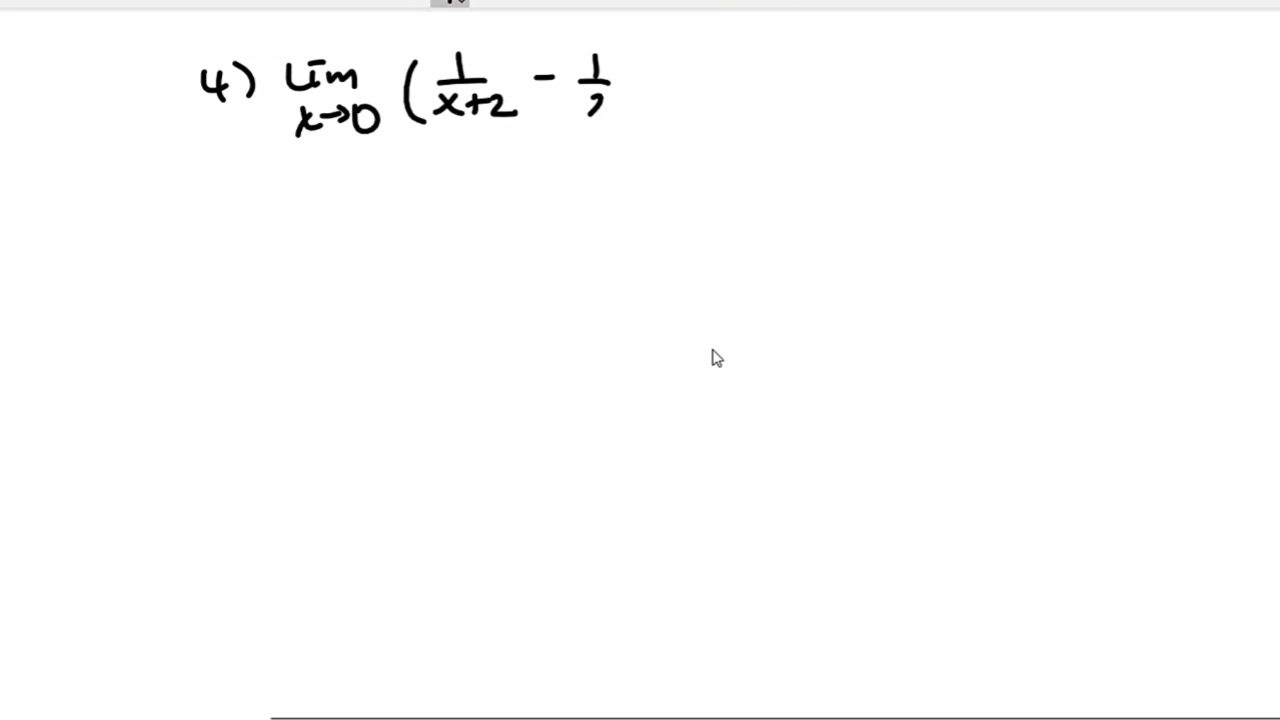 4) lim x→0 (1/(x+2) - 1/